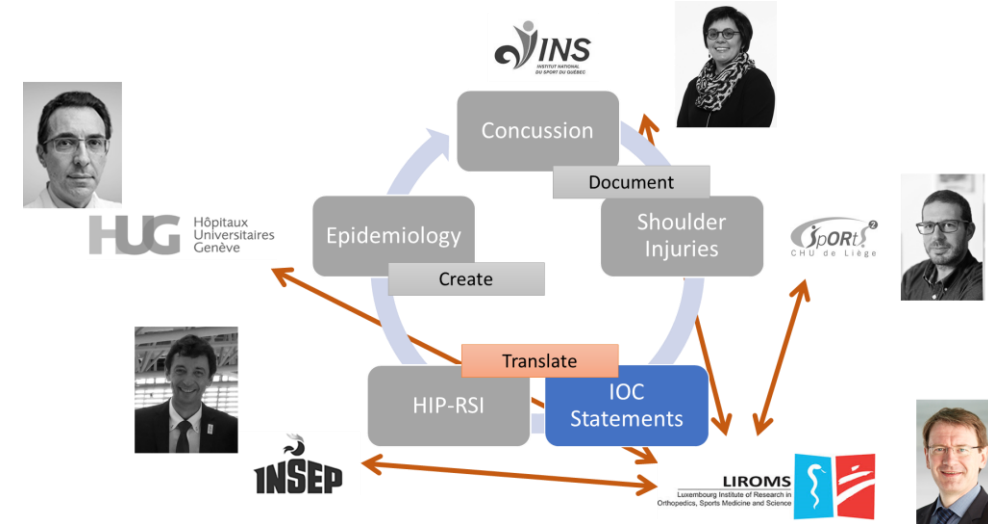 INS
INSTITUT NATIONAL
DU SPORT DU QUÉBEC
Concussion
Document
Shoulder
Injuries
SPORTS²
CHU de Liège
HUG
Hôpitaux
Universitaires
Genève
Epidemiology
Create
Translate
HIP-RSI
IOC
Statements
INSEP
LIROMS
Luxembourg Institute of Research in
Orthopedics, Sports Medicine and Science